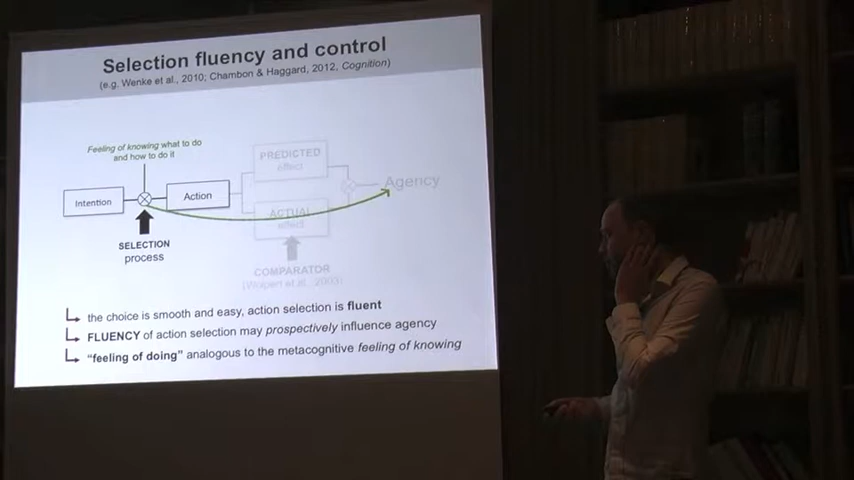 Selection fluency and control
(e.g. Wenke et al., 2010; Chambon & Haggard, 2012, Cognition)
Feeling of knowing what to do
and how to do it
PREDICTED
effect
Intention
Action
Agency
ACTUAL
effect
SELECTION
process
COMPARATOR
(Wolpert et al., 2003)
the choice is smooth and easy, action selection is fluent
FLUENCY of action selection may prospectively influence agency
“feeling of doing” analogous to the metacognitive feeling of knowing